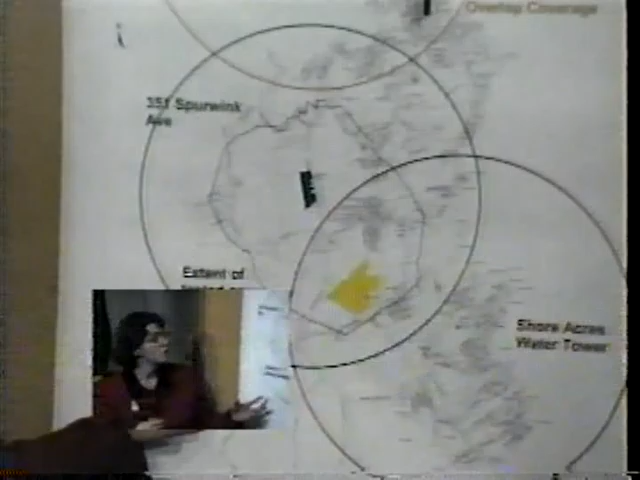 Overlap Coverage
351 Spurwink
Ave
Extent of
Shore Acres
Water Tower